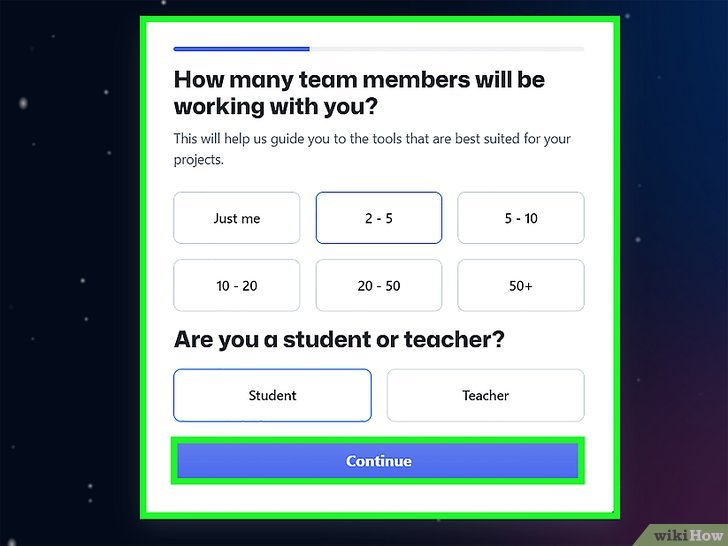 How many team members will be
working with you?
This will help us guide you to the tools that are best suited for your
projects.
Just me
2 - 5
5 - 10
10 - 20
20 - 50
50+
Are you a student or teacher?
Student
Teacher
Continue
wikiHow